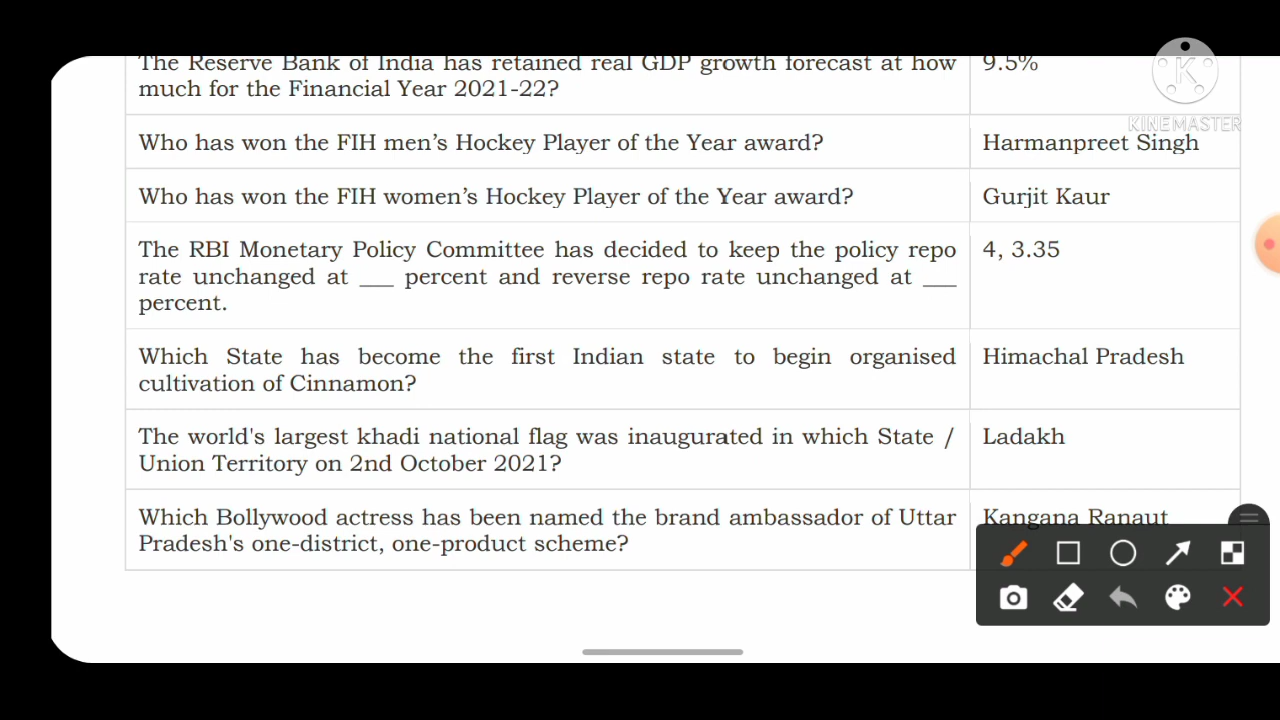 The Reserve Bank of India has retained real GDP growth forecast at how 9.5%
much for the Financial Year 2021-22?
KINEMASTER
Who has won the FIH men’s Hockey Player of the Year award? Harmanpreet Singh
Who has won the FIH women’s Hockey Player of the Year award? Gurjit Kaur
The RBI Monetary Policy Committee has decided to keep the policy repo 4, 3.35
rate unchanged at ___ percent and reverse repo rate unchanged at ___
percent.
Which State has become the first Indian state to begin organised Himachal Pradesh
cultivation of Cinnamon?
The world's largest khadi national flag was inaugurated in which State / Ladakh
Union Territory on 2nd October 2021?
Which Bollywood actress has been named the brand ambassador of Uttar Kangana Ranaut
Pradesh's one-district, one-product scheme?